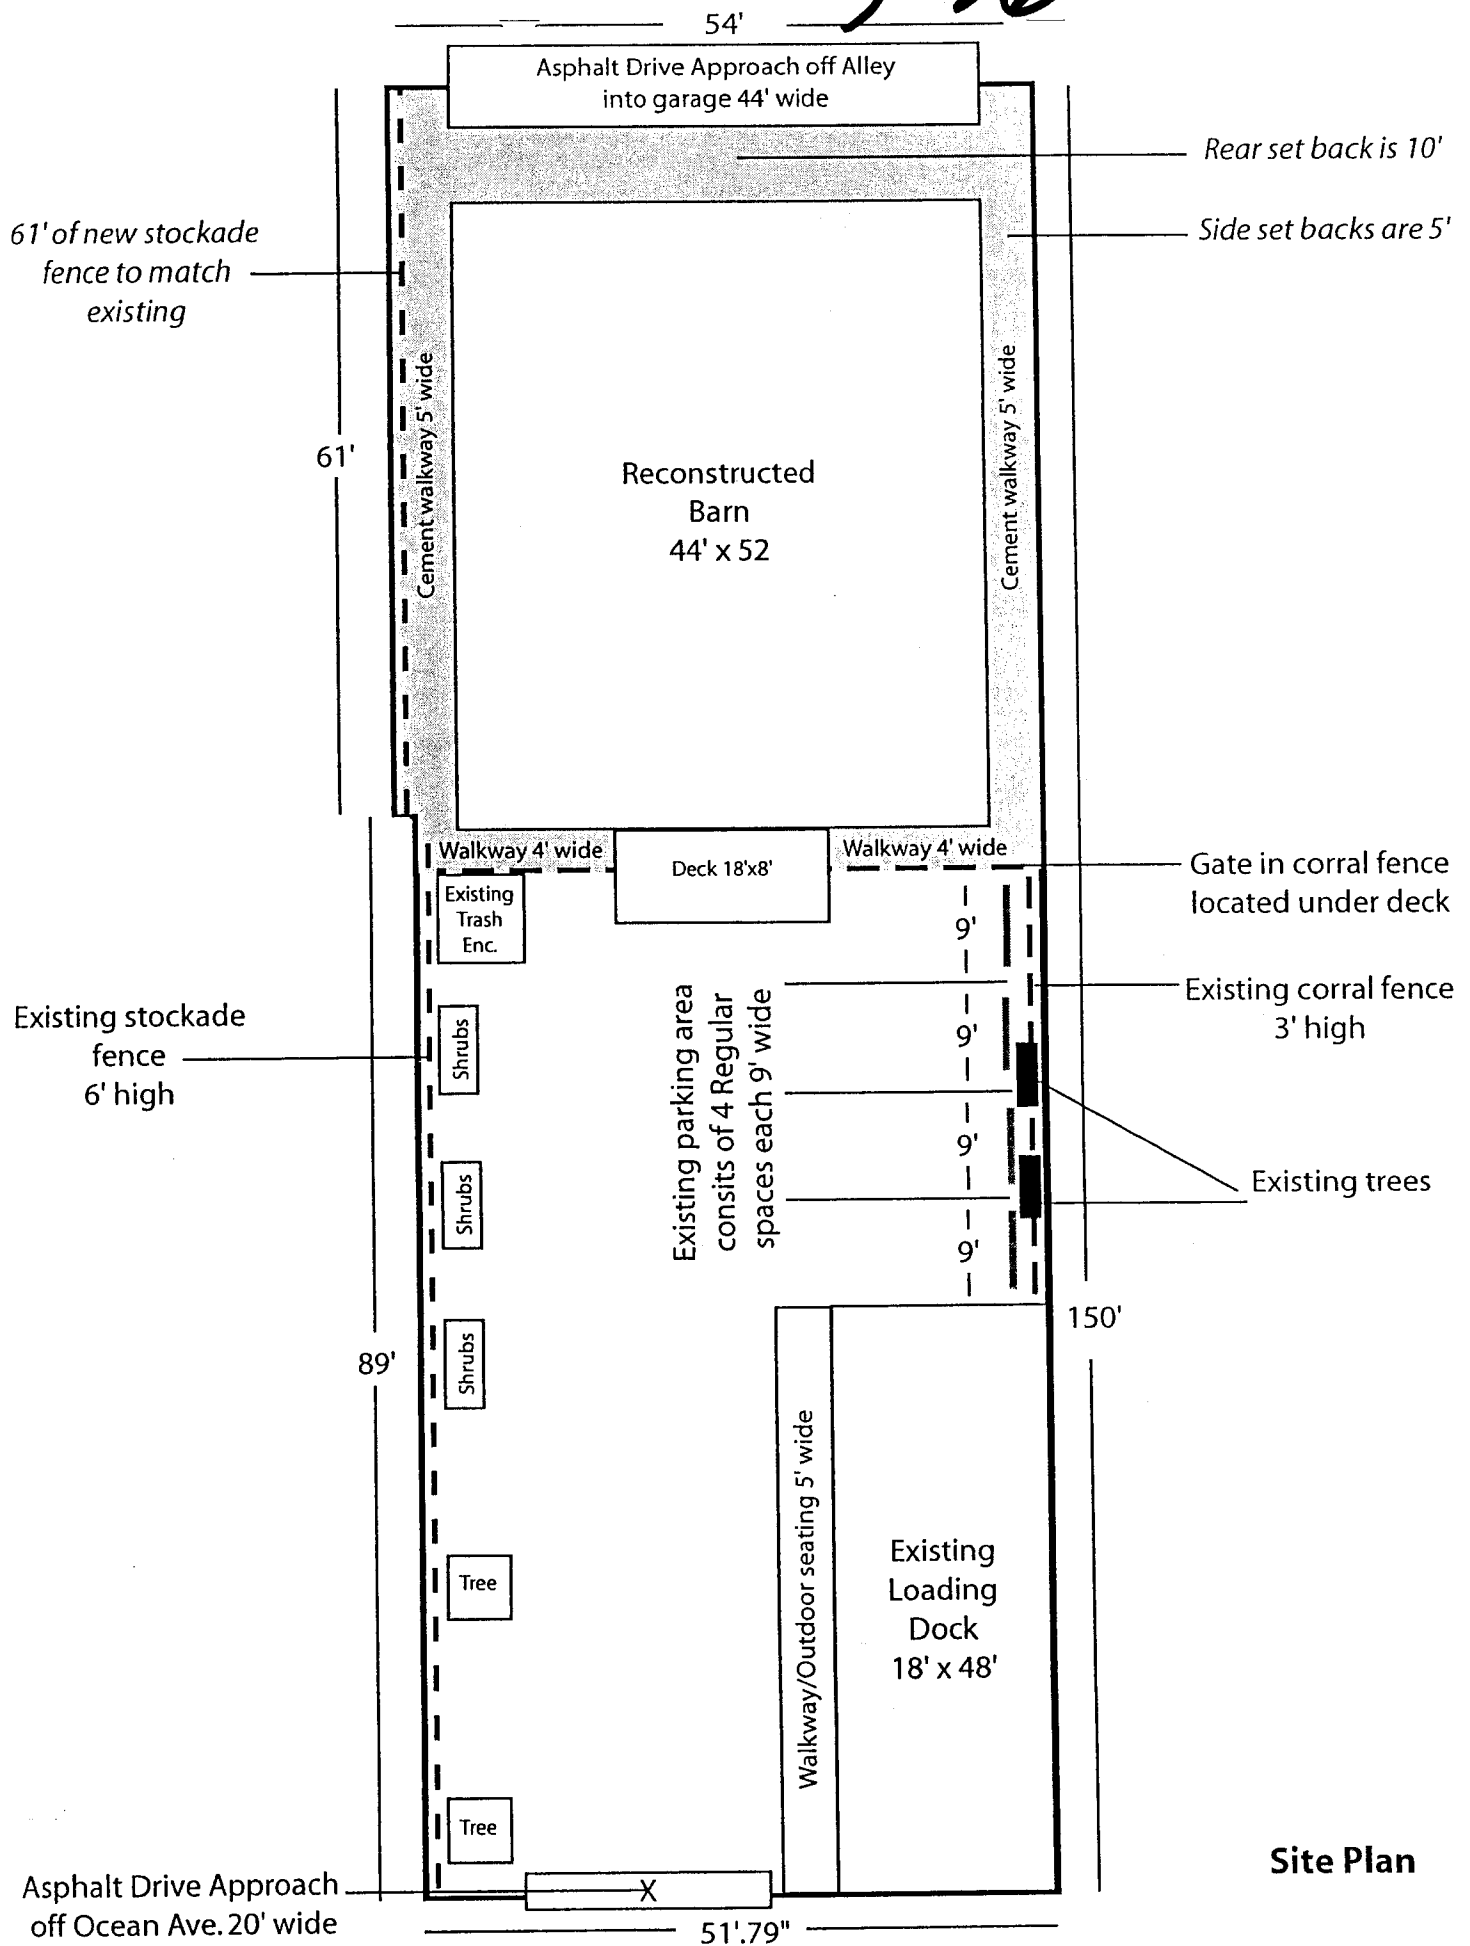 54'
Asphalt Drive Approach off Alley
into garage 44' wide
Rear set back is 10'
Side set backs are 5'
61' of new stockade
fence to match
existing
Cement walkway 5' wide
Cement walkway 5' wide
61'
Reconstructed
Barn
44' x 52
Walkway 4' wide
Deck 18'x8'
Walkway 4' wide
Gate in corral fence
located under deck
Existing
Trash
Enc.
9'
9'
9'
9'
Existing parking area
consits of 4 Regular
spaces each 9' wide
Existing corral fence
3' high
Existing stockade
fence
6' high
Shrubs
Shrubs
Shrubs
Existing trees
150'
89'
Walkway/Outdoor seating 5' wide
Existing
Loading
Dock
18' x 48'
Tree
Tree
Site Plan
Asphalt Drive Approach
off Ocean Ave. 20' wide
X
51'.79"